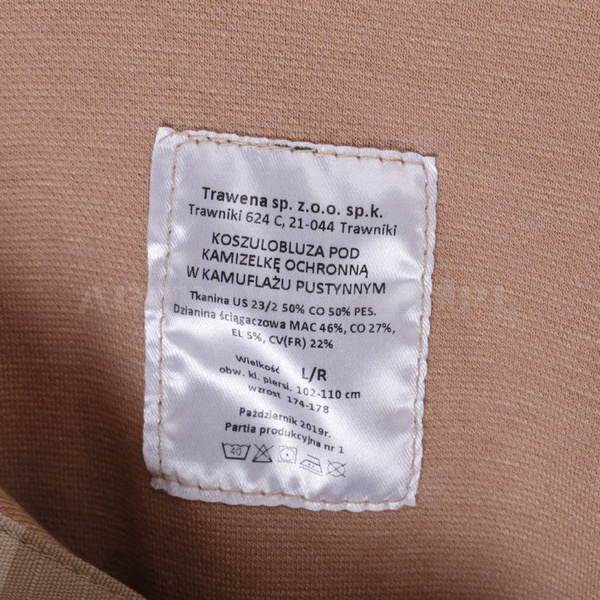 Trawena sp. z.o.o. sp.k.
Trawniki 624 C, 21-044 Trawniki
KOSZULOBLUZA POD
KAMIZELKĘ OCHRONNĄ
W KAMUFLAŻU PUSTYNNYM
Tkanina US 23/2 50% CO 50% PES.
Dzianina ściągaczowa MAC 46%, CO 27%,
EL 5%, CV(FR) 22%
Wielkość L/R
obw. kl. piersi. 102-110 cm
wzrost 174-178
Październik 2019r.
Partia produkcyjna nr 1
40